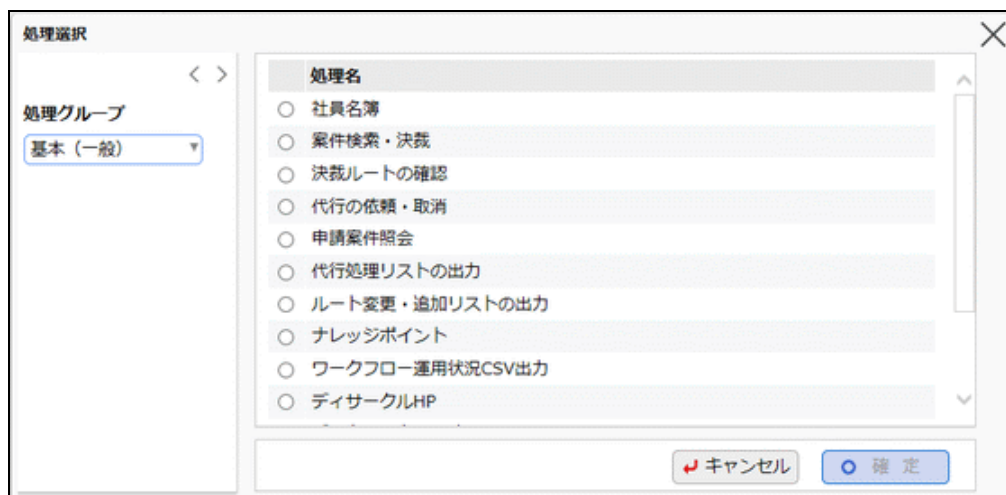 処理選択
処理グループ
基本（一般）
処理名
社員名簿
案件検索・決裁
決裁ルートの確認
代行の依頼・取消
申請案件照会
代行処理リストの出力
ルート変更・追加リストの出力
ナレッジポイント
ワークフロー運用状況CSV出力
ディサークルHP
キャンセル
確 定